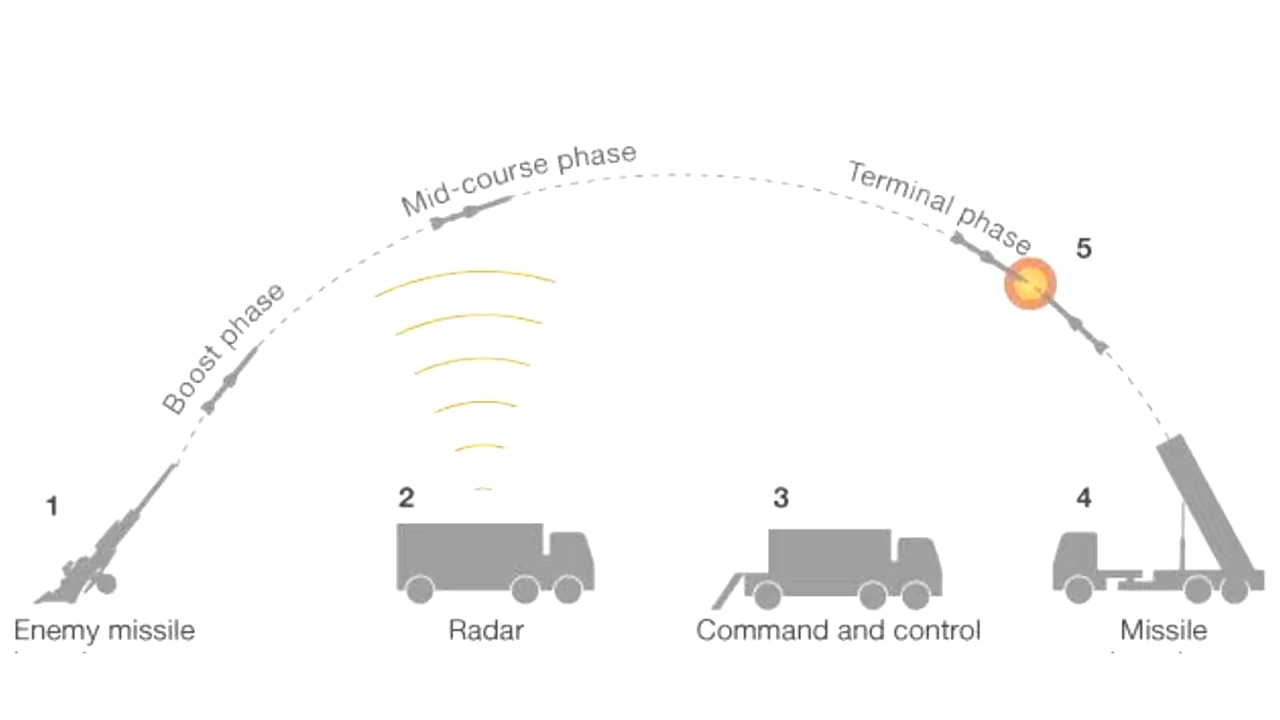 Mid-course phase
Terminal phase
5
Boost phase
1
2
3
4
Enemy missile
Radar
Command and control
Missile